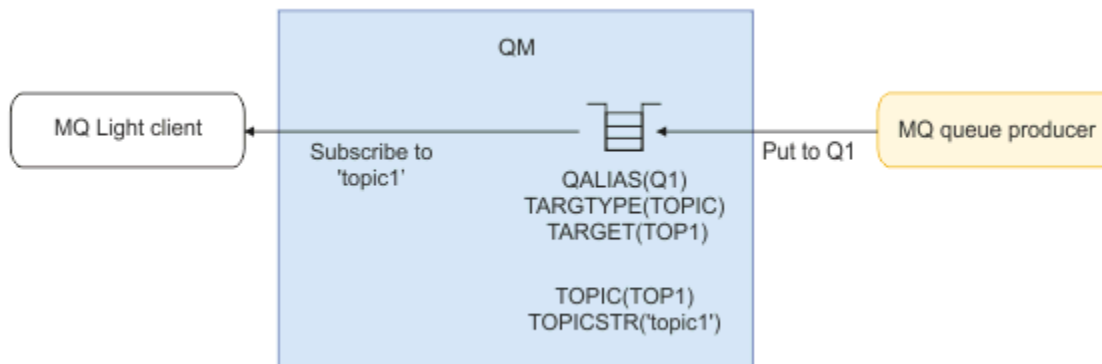 QM
MQ Light client
MQ queue producer
Subscribe to
'topic1'
Put to Q1
QALIAS(Q1)
TARGTYPE(TOPIC)
TARGET(TOP1)
TOPIC(TOP1)
TOPICSTR('topic1')